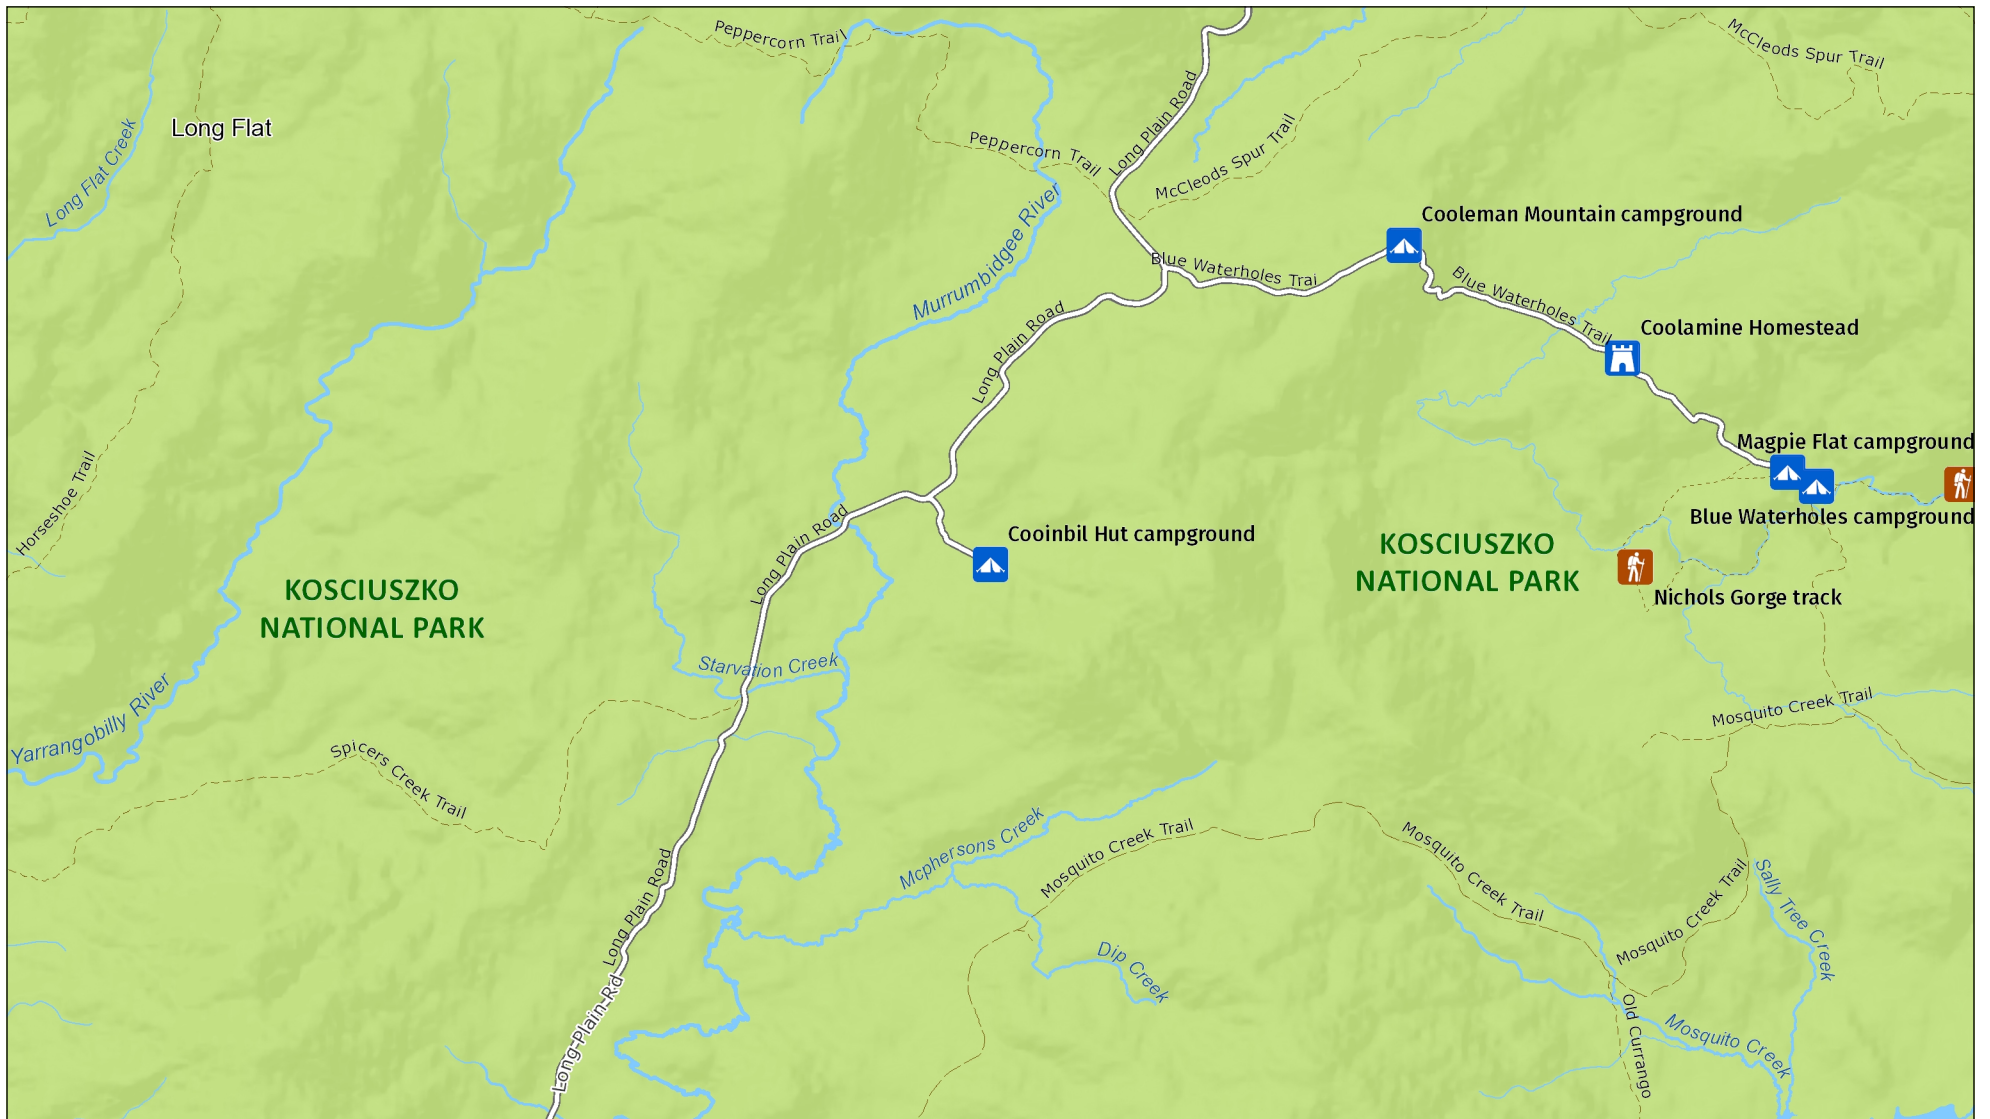 Peppercorn Trail
McCleods Spur Trail
Long Plain Road
Long Flat
Long Flat Creek
Peppercorn Trail
McCleods Spur Trail
Murrumbidgee River
Cooleman Mountain campground
Blue Waterholes Trai
Blue Waterholes Trail
Coolamine Homestead
Long Plain Road
Magpie Flat campground
Horseshoe Trail
Blue Waterholes campground
Long Plain Road
Cooinbil Hut campground
KOSCIUSZKO
NATIONAL PARK
KOSCIUSZKO
NATIONAL PARK
Nichols Gorge track
Starvation Creek
Yarrangobilly River
Mosquito Creek Trail
Spicers Creek Trail
Mcphersons Creek
Mosquito Creek Trail
Mosquito Creek Trail
Mosquito Creek Trail
Sally Tree Creek
Long Plain Road
Dip Creek
Long-Plain-Rd
Old Currango
Mosquito Creek